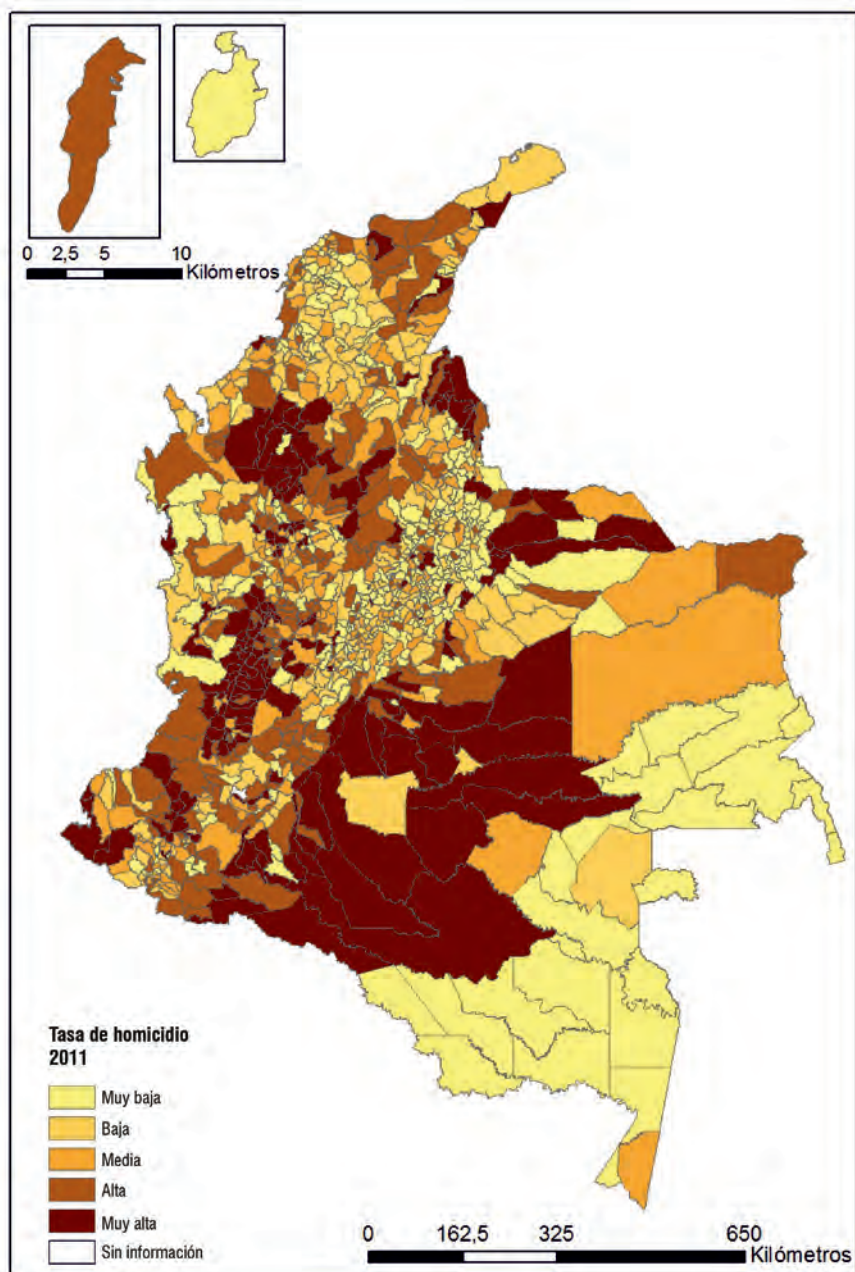 0 2,5 5 10
Kilómetros
Tasa de homicidio
2011
Muy baja
Baja
Media
Alta
Muy alta
Sin información
0 162,5 325 650
Kilómetros